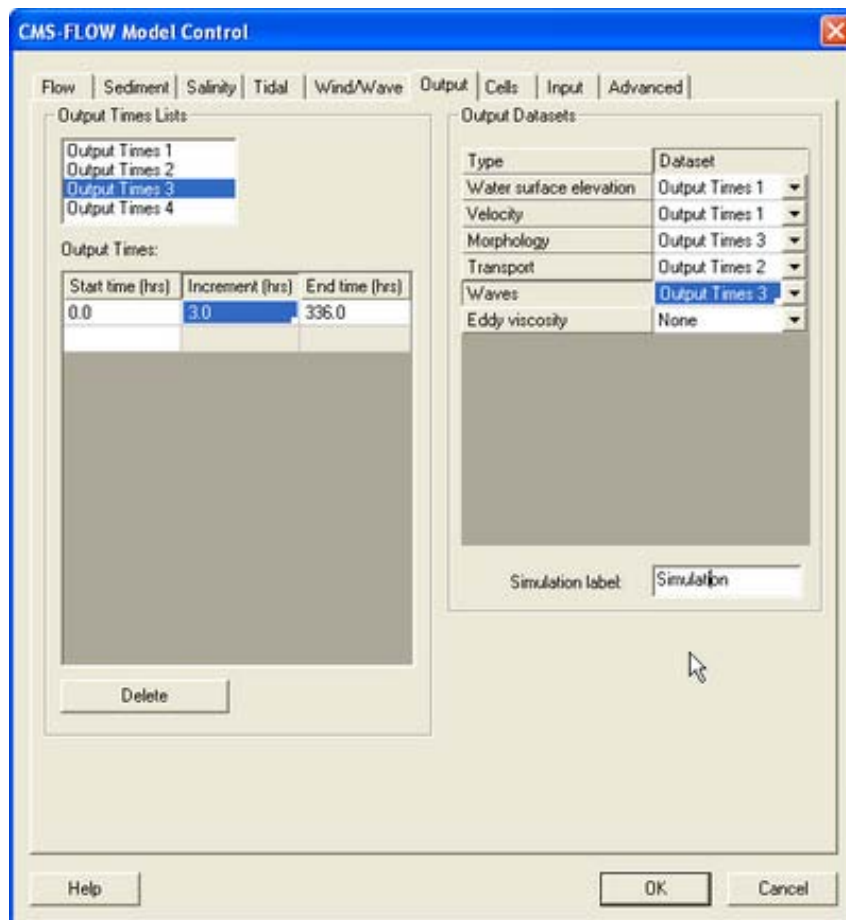 CMS-FLOW Model Control
Flow Sediment Salinity Tidal Wind/Wave Output Cells Input Advanced
Output Times Lists
Output Times 1
Output Times 2
Output Times 3
Output Times 4
Output Times:
Start time (hrs) Increment (hrs) End time (hrs)
0.0 3.0 336.0
Delete
Output Datasets
Type Dataset
Water surface elevation Output Times 1
Velocity Output Times 1
Morphology Output Times 3
Transport Output Times 2
Waves Output Times 3
Eddy viscosity None
Simulation label: Simulation
Help OK Cancel